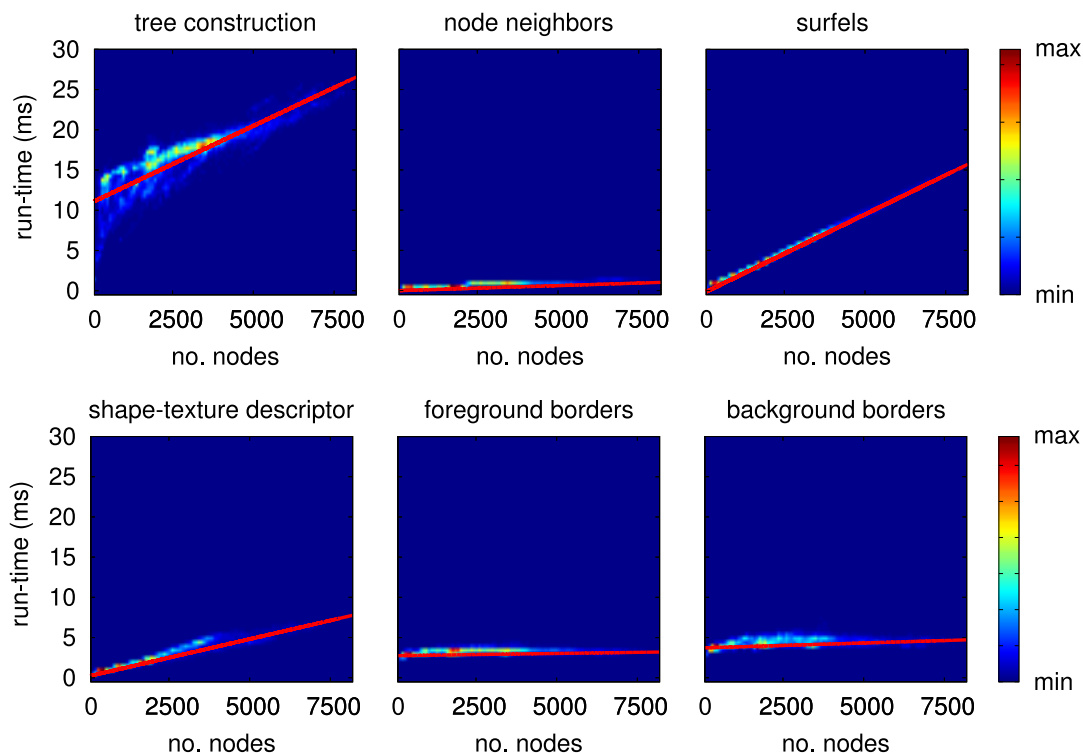 tree construction
node neighbors
surfels
30
25
20
15
10
5
0
run-time (ms)
0 2500 5000 7500
no. nodes
0 2500 5000 7500
no. nodes
0 2500 5000 7500
no. nodes
max
min
shape-texture descriptor
foreground borders
background borders
30
25
20
15
10
5
0
run-time (ms)
0 2500 5000 7500
no. nodes
0 2500 5000 7500
no. nodes
0 2500 5000 7500
no. nodes
max
min